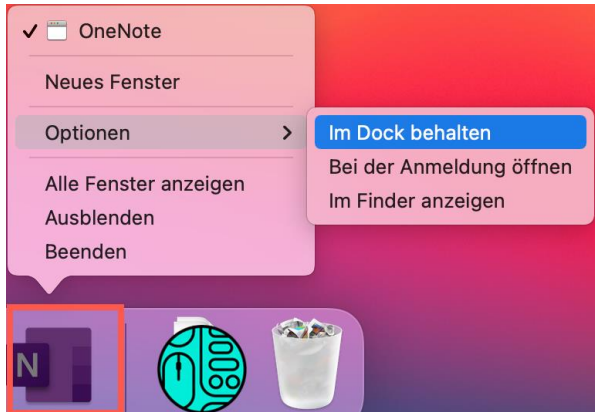 ✓ OneNote
Neues Fenster
Optionen >
Im Dock behalten
Bei der Anmeldung öffnen
Im Finder anzeigen
Alle Fenster anzeigen
Ausblenden
Beenden
N